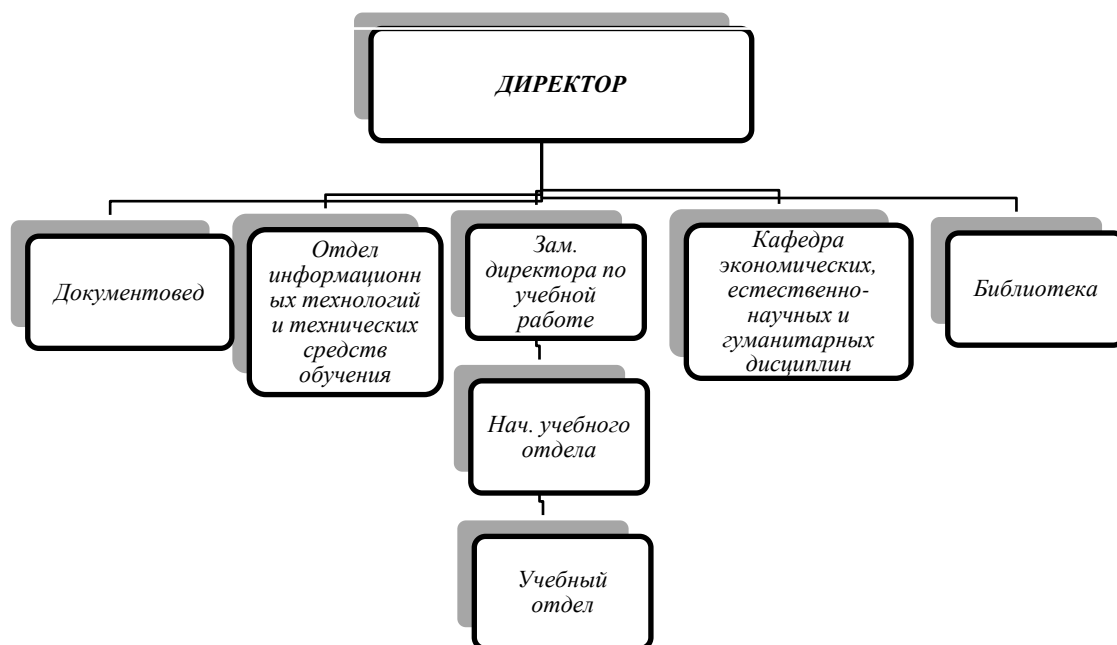 ДИРЕКТОР
Документовед
Отдел
информационн
ых технологий
и технических
средств
обучения
Зам.
директора по
учебной
работе
Кафедра
экономических,
естественно-
научных и
гуманитарных
дисциплин
Библиотека
Нач. учебного
отдела
Учебный
отдел